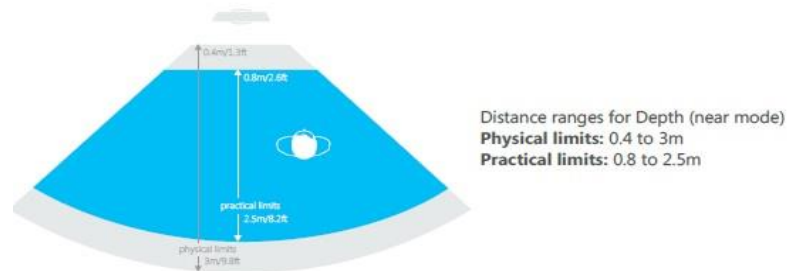 0.4m/1.3ft
0.8m/2.6ft
Distance ranges for Depth (near mode)
Physical limits: 0.4 to 3m
Practical limits: 0.8 to 2.5m
practical limits
2.5m/8.2ft
physical limits
3m/9.8ft